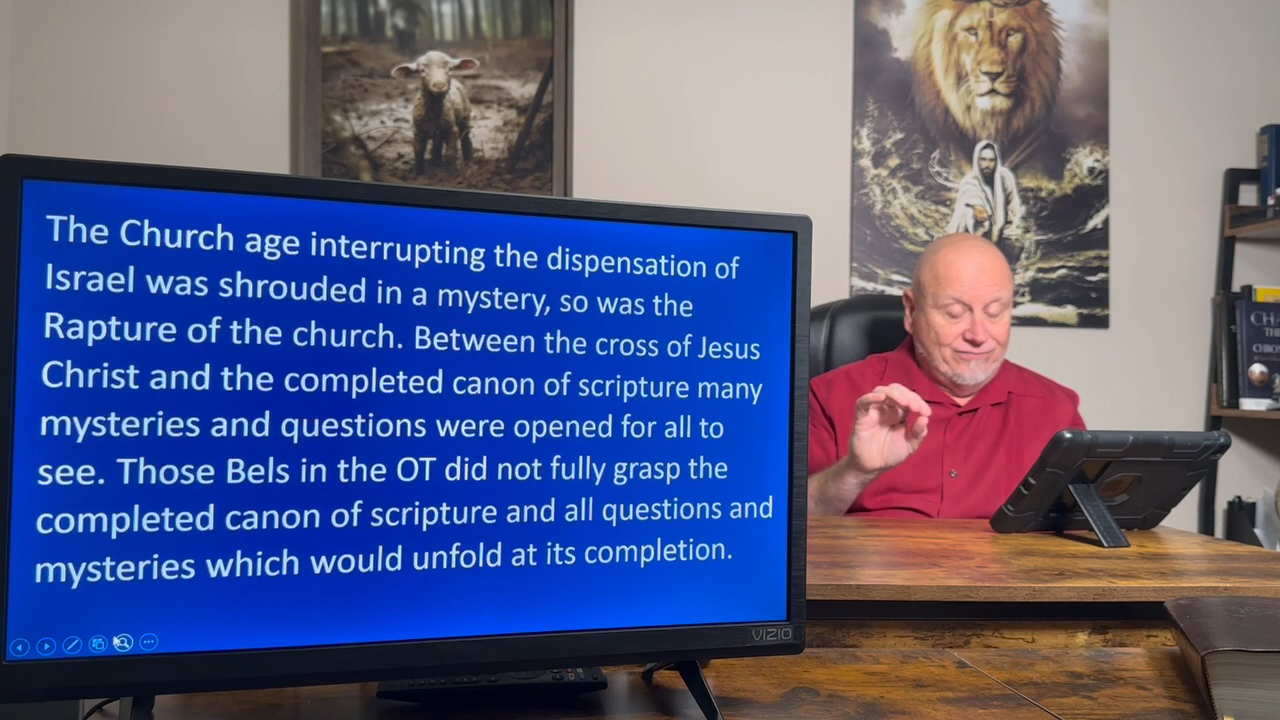 The Church age interrupting the dispensation of
Israel was shrouded in a mystery, so was the
Rapture of the church. Between the cross of Jesus
Christ and the completed canon of scripture many
mysteries and questions were opened for all to
see. Those Bels in the OT did not fully grasp the
completed canon of scripture and all questions and
mysteries which would unfold at its completion.
VIZIO